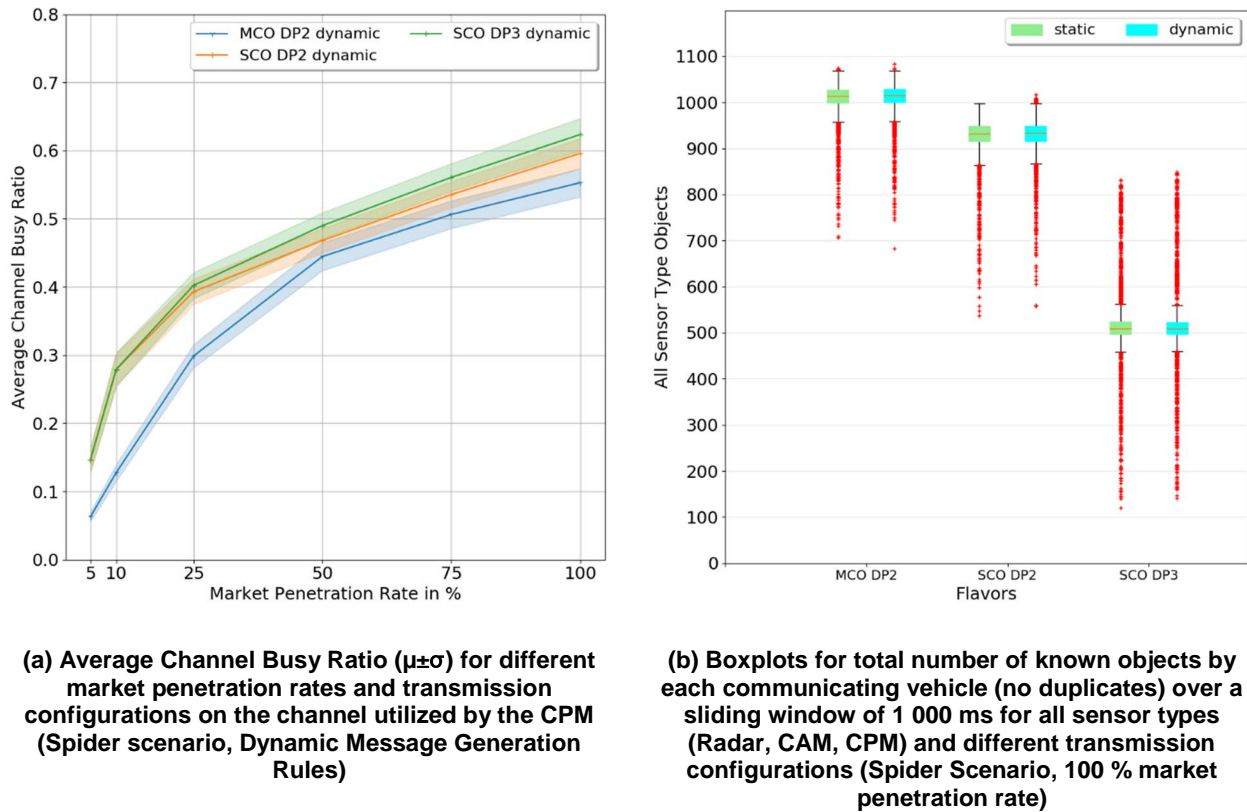 0.8
0.7
0.6
0.5
0.4
0.3
0.2
0.1
0.0
Average Channel Busy Ratio
MCO DP2 dynamic
SCO DP2 dynamic
SCO DP3 dynamic
5 10 25 50 75 100
Market Penetration Rate in %
static dynamic
1100
1000
900
800
700
600
500
400
300
200
100
0
All Sensor Type Objects
MCO DP2 SCO DP2 SCO DP3
Flavors
(a) Average Channel Busy Ratio (μ±σ) for different
market penetration rates and transmission
configurations on the channel utilized by the CPM
(Spider scenario, Dynamic Message Generation
Rules)
(b) Boxplots for total number of known objects by
each communicating vehicle (no duplicates) over a
sliding window of 1 000 ms for all sensor types
(Radar, CAM, CPM) and different transmission
configurations (Spider Scenario, 100 % market
penetration rate)